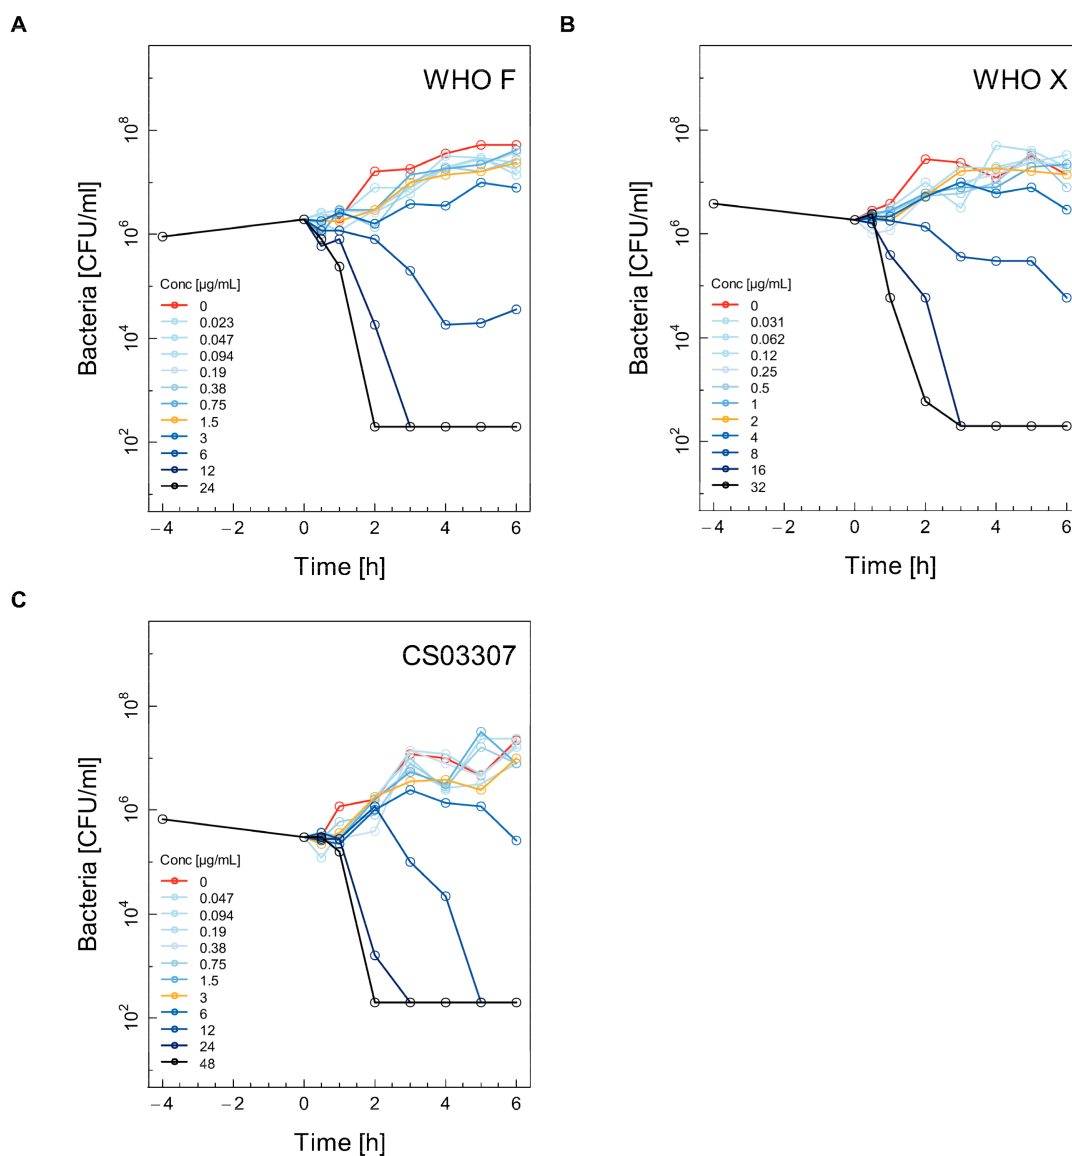 A
WHO F
Bacteria [CFU/ml]
10^8
10^6
10^4
10^2
Conc [µg/mL]
0
0.023
0.047
0.094
0.19
0.38
0.75
1.5
3
6
12
24
−4 −2 0 2 4 6
Time [h]
B
WHO X
Bacteria [CFU/ml]
10^8
10^6
10^4
10^2
Conc [µg/mL]
0
0.031
0.062
0.12
0.25
0.5
1
2
4
8
16
32
−4 −2 0 2 4 6
Time [h]
C
CS03307
Bacteria [CFU/ml]
10^8
10^6
10^4
10^2
Conc [µg/mL]
0
0.047
0.094
0.19
0.38
0.75
1.5
3
6
12
24
48
−4 −2 0 2 4 6
Time [h]